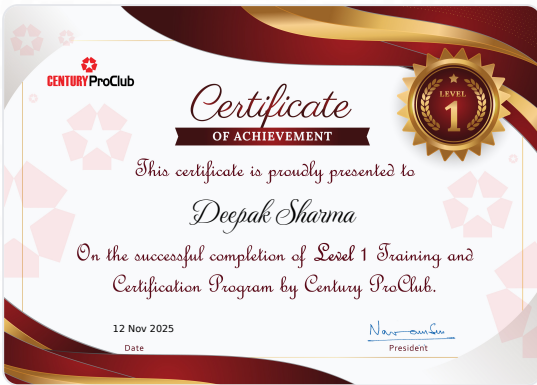 CENTURY ProClub
LEVEL
1
Certificate
OF ACHIEVEMENT
This certificate is proudly presented to
Deepak Sharma
On the successful completion of Level 1 Training and
Certification Program by Century ProClub.
12 Nov 2025
Date
President